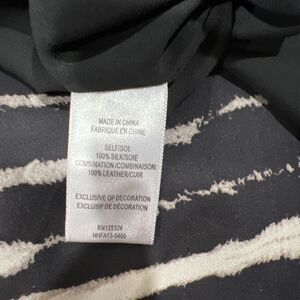 MADE IN CHINA
FABRIQUE EN CHINE
SELF/SOI:
100% SILK/SOIE
COMBINATION/COMBINAISON:
100% LEATHER/CUIR
EXCLUSIVE OF DECORATION
EXCLUSIF DE DÉCORATION
RN125324
HHFA13-5400